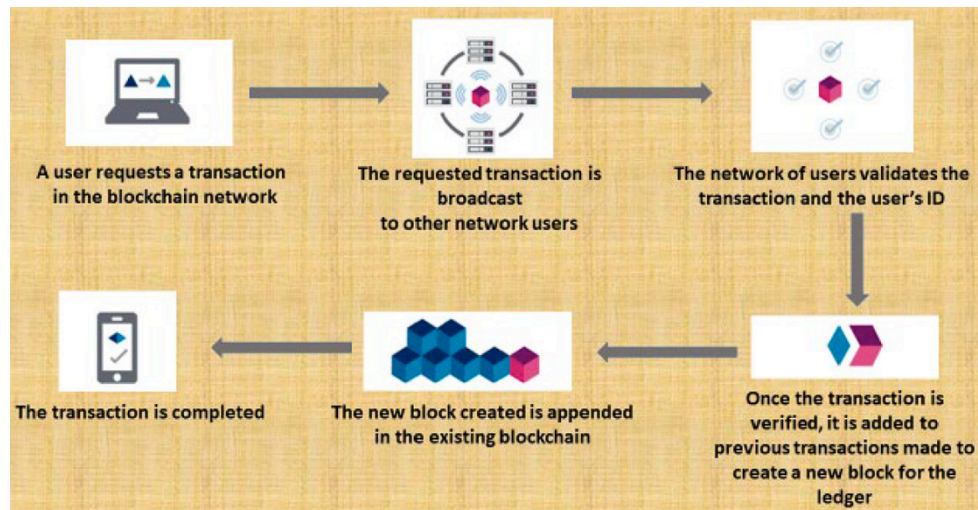 A user requests a transaction
in the blockchain network
The requested transaction is
broadcast
to other network users
The network of users validates the
transaction and the user's ID
Once the transaction is
verified, it is added to
previous transactions made to
create a new block for the
ledger
The new block created is appended
in the existing blockchain
The transaction is completed